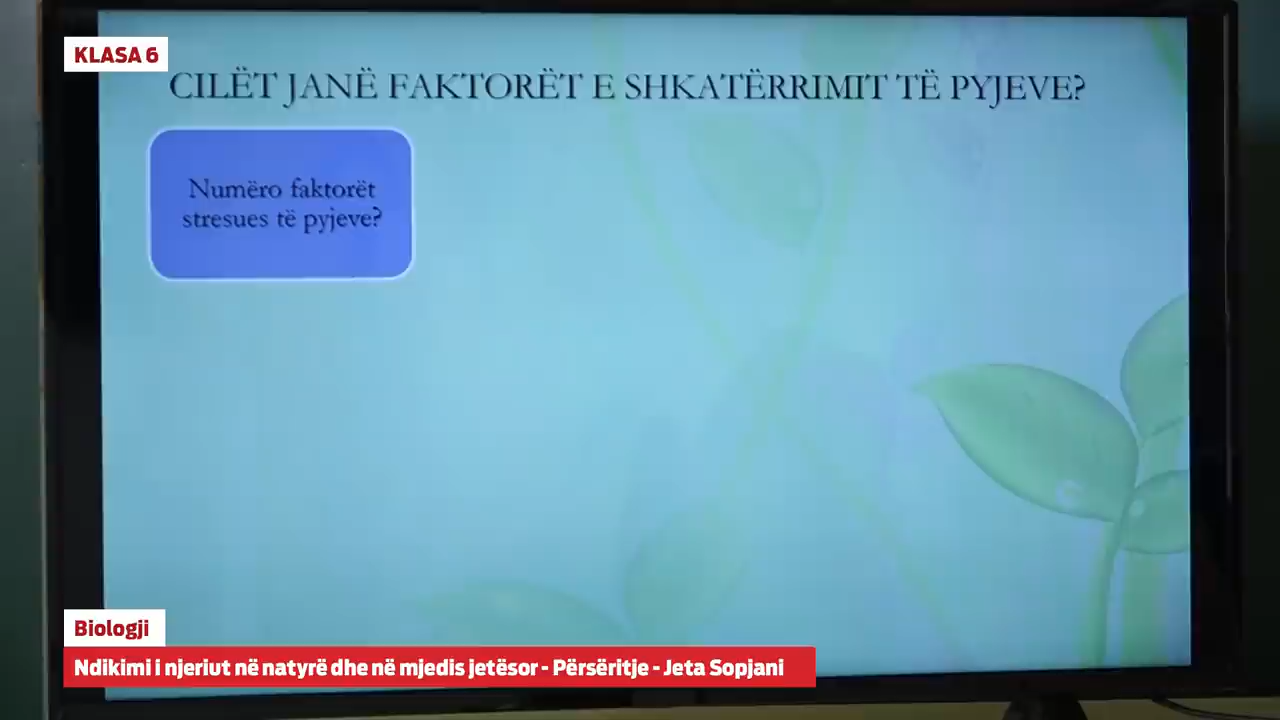 KLASA 6
CILËT JANË FAKTORËT E SHKATËRRIMIT TË PYJEVE?
Numëro faktorët
stresues të pyjeve?
Biologji
Ndikimi i njeriut në natyrë dhe në mjedis jetësor - Përsëritje - Jeta Sopjani